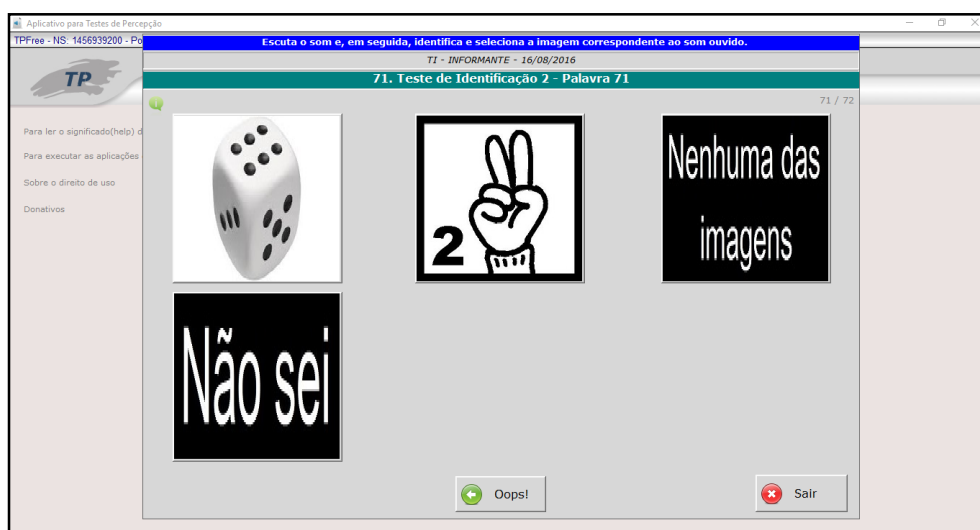 Aplicativo para Testes de Percepção
TPFree - NS: 1456939200 - Po
Escuta o som e, em seguida, identifica e seleciona a imagem correspondente ao som ouvido.
TI - INFORMANTE - 16/08/2016
71. Teste de Identificação 2 - Palavra 71
TP
71 / 72
Para ler o significado(help) d
Para executar as aplicações
Sobre o direito de uso
Donativos
2
Nenhuma das
imagens
Não sei
Oops!
Sair